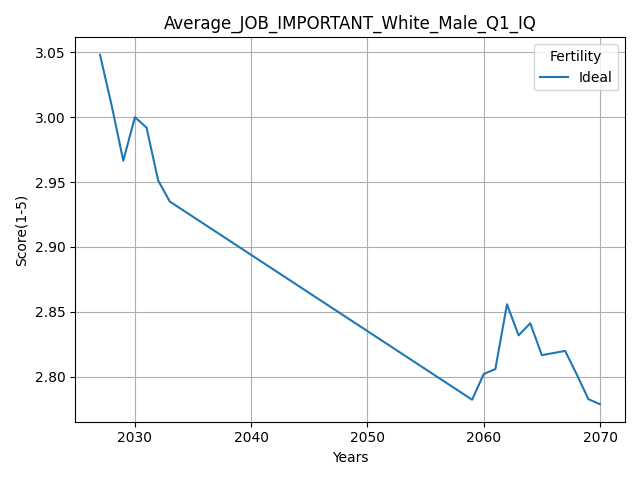 Average_JOB_IMPORTANT_White_Male_Q1_IQ
Fertility
Ideal
3.05
3.00
2.95
2.90
2.85
2.80
Score(1-5)
2030 2040 2050 2060 2070
Years